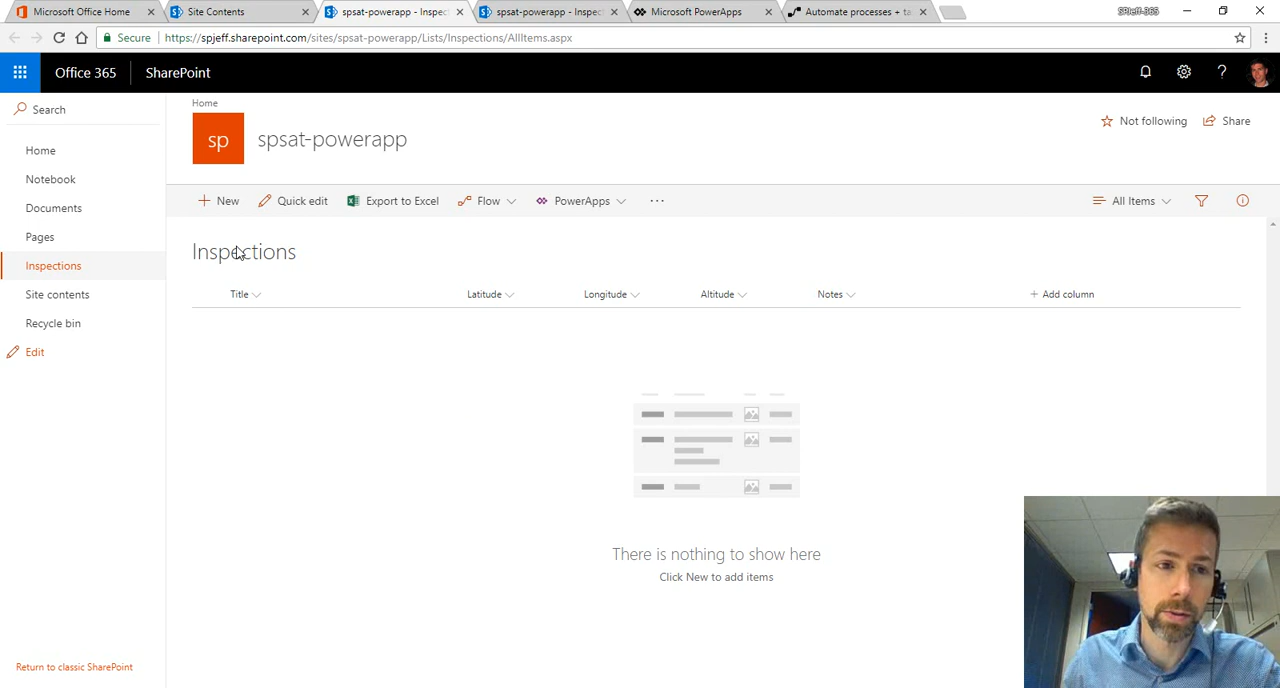 Microsoft Office Home
Site Contents
spsat-powerapp - Inspect
spsat-powerapp - Inspec
Microsoft PowerApps
Automate processes + ta
SPJeff-365
Secure
https://spjeff.sharepoint.com/sites/spsat-powerapp/Lists/Inspections/AllItems.aspx
Office 365
SharePoint
?
Search
Home
Notebook
Documents
Pages
Inspections
Site contents
Recycle bin
Edit
Return to classic SharePoint
Home
sp
spsat-powerapp
Not following
Share
+ New
Quick edit
Export to Excel
Flow
PowerApps
...
All Items
Inspections
Title
Latitude
Longitude
Altitude
Notes
+ Add column
There is nothing to show here
Click New to add items